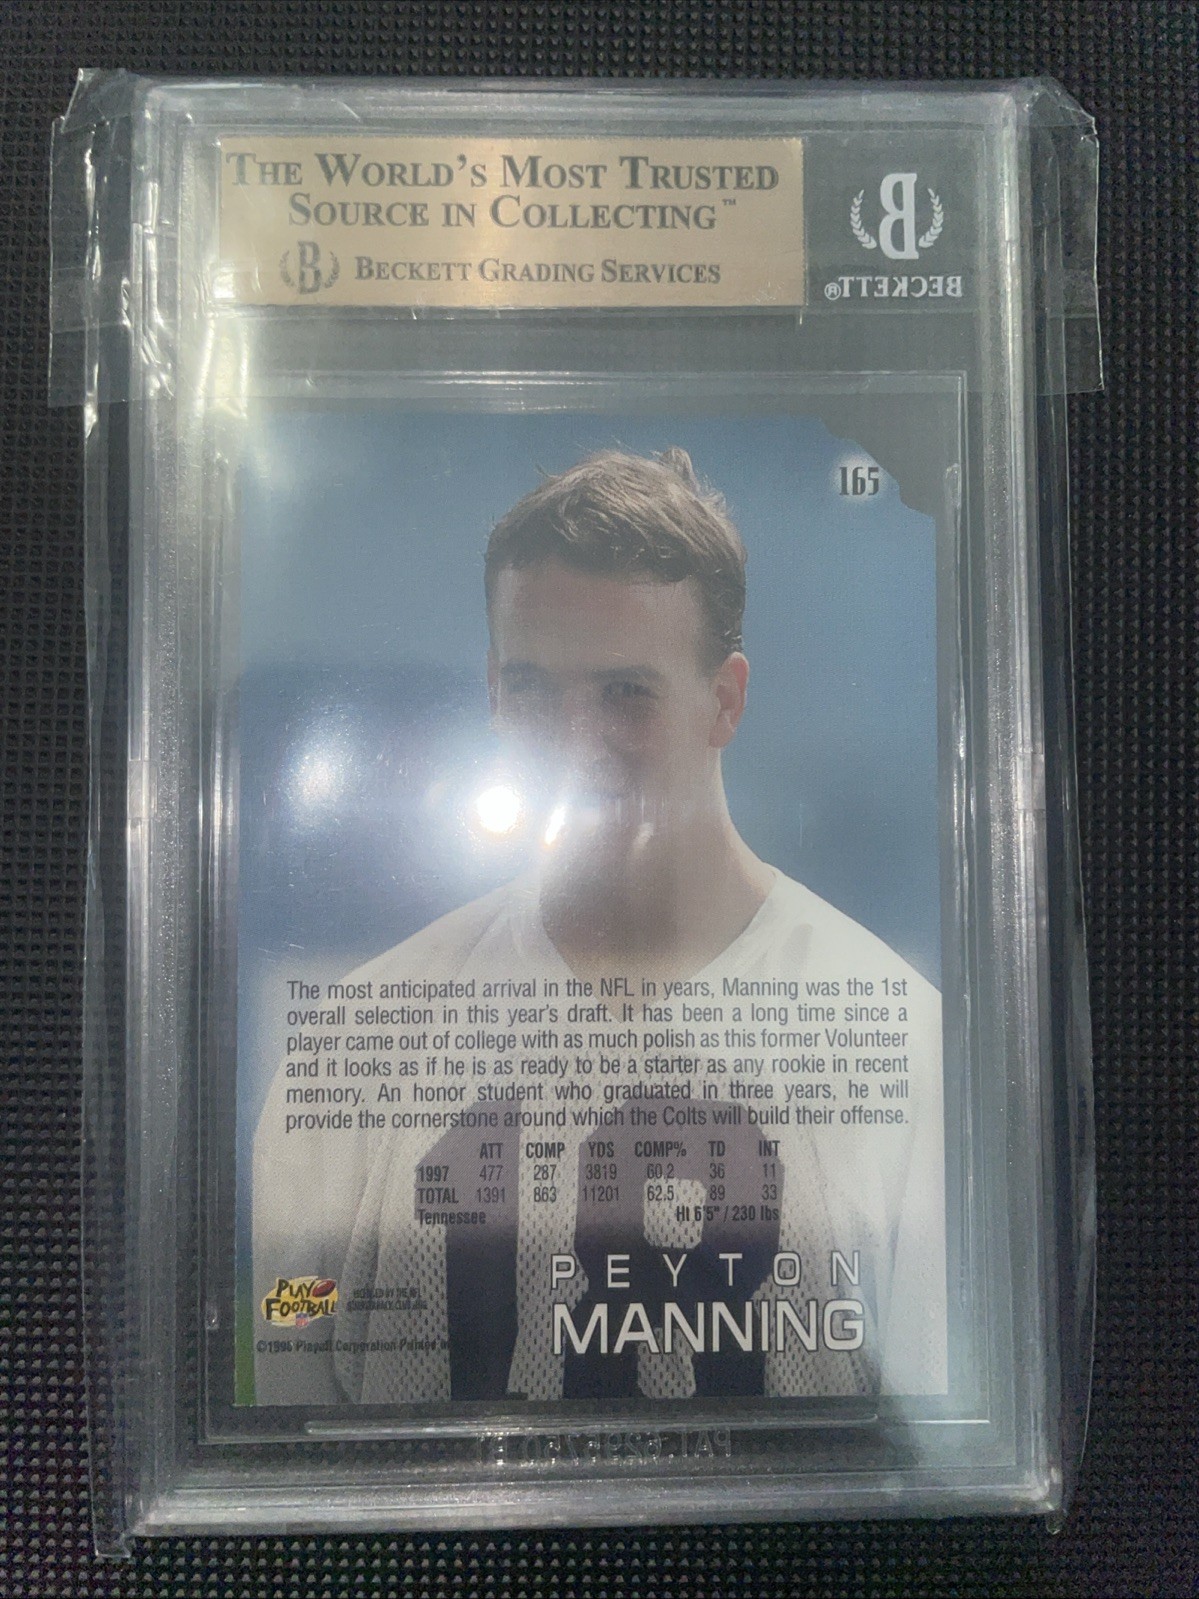 THE WORLD'S MOST TRUSTED
SOURCE IN COLLECTING™
B BECKETT GRADING SERVICES
B
BECKETT®
165
The most anticipated arrival in the NFL in years, Manning was the 1st
overall selection in this year's draft. It has been a long time since a
player came out of college with as much polish as this former Volunteer
and it looks as if he is as ready to be a starter as any rookie in recent
memory. An honor student who graduated in three years, he will
provide the cornerstone around which the Colts will build their offense.
ATT COMP YDS COMP% TD INT
1997 477 287 3819 60.2 36 11
TOTAL 1391 863 11201 62.5 89 33
Tennessee Ht 6'5" / 230 lbs
18
PEYTON
MANNING
PLAY
FOOTBALL
Corporation Printed
PAT.